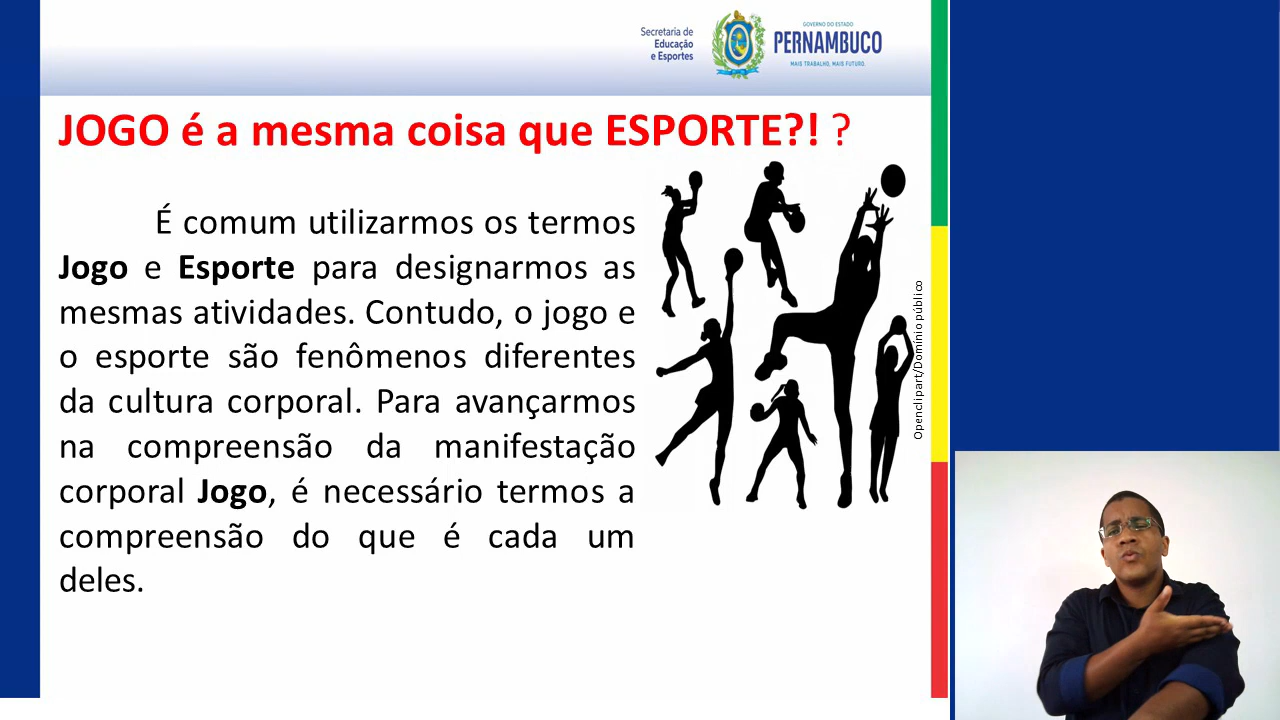 Secretaria de
Educação
e Esportes
GOVERNO DO ESTADO
PERNAMBUCO
MAIS TRABALHO, MAIS FUTURO.
JOGO é a mesma coisa que ESPORTE?! ?
É comum utilizarmos os termos
Jogo e Esporte para designarmos as
mesmas atividades. Contudo, o jogo e
o esporte são fenômenos diferentes
da cultura corporal. Para avançarmos
na compreensão da manifestação
corporal Jogo, é necessário termos a
compreensão do que é cada um
deles.
Openclipart/Domínio público